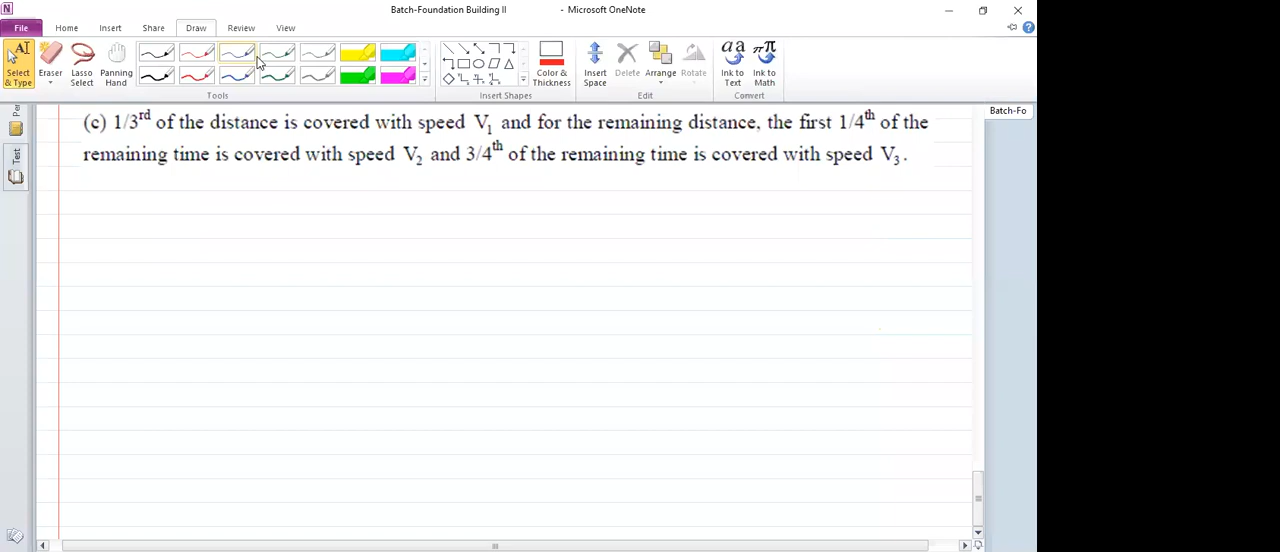 Batch-Foundation Building II - Microsoft OneNote
File Home Insert Share Draw Review View
Select & Type Eraser Lasso Select Panning Hand Color & Thickness Insert Space Delete Arrange Rotate Ink to Text Ink to Math
Tools Insert Shapes Edit Convert
Batch-Fo
(c) 1/3rd of the distance is covered with speed V1 and for the remaining distance, the first 1/4th of the
remaining time is covered with speed V2 and 3/4th of the remaining time is covered with speed V3.
Test